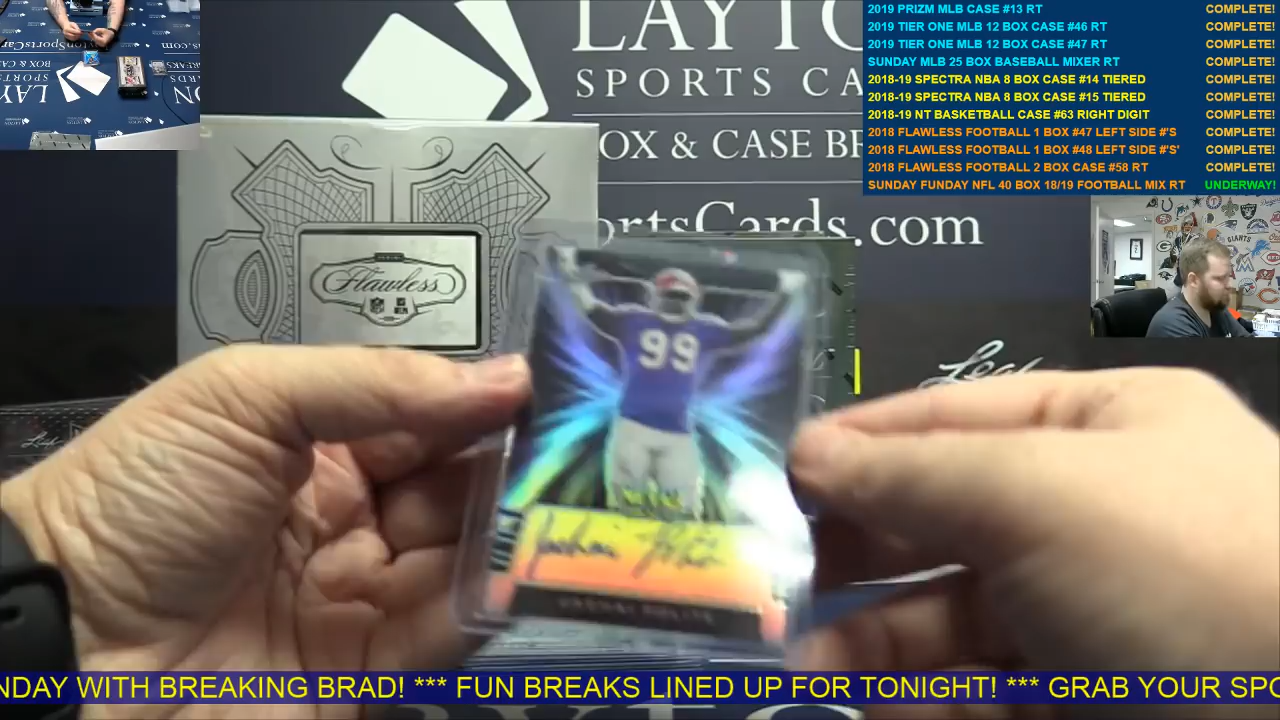 2019 PRIZM MLB CASE #13 RT COMPLETE!
2019 TIER ONE MLB 12 BOX CASE #46 RT COMPLETE!
2019 TIER ONE MLB 12 BOX CASE #47 RT COMPLETE!
SUNDAY MLB 25 BOX BASEBALL MIXER RT COMPLETE!
2018-19 SPECTRA NBA 8 BOX CASE #14 TIERED COMPLETE!
2018-19 SPECTRA NBA 8 BOX CASE #15 TIERED COMPLETE!
2018-19 NT BASKETBALL CASE #63 RIGHT DIGIT COMPLETE!
2018 FLAWLESS FOOTBALL 1 BOX #47 LEFT SIDE #'S COMPLETE!
2018 FLAWLESS FOOTBALL 1 BOX #48 LEFT SIDE #'S' COMPLETE!
2018 FLAWLESS FOOTBALL 2 BOX CASE #58 RT COMPLETE!
SUNDAY FUNDAY NFL 40 BOX 18/19 FOOTBALL MIX RT UNDERWAY!
LAYTO
SPORTS CA
OX & CASE BR
ortsCards.com
Flawless
99
Leaf
GIANTS
NDAY WITH BREAKING BRAD! *** FUN BREAKS LINED UP FOR TONIGHT! *** GRAB YOUR SPO